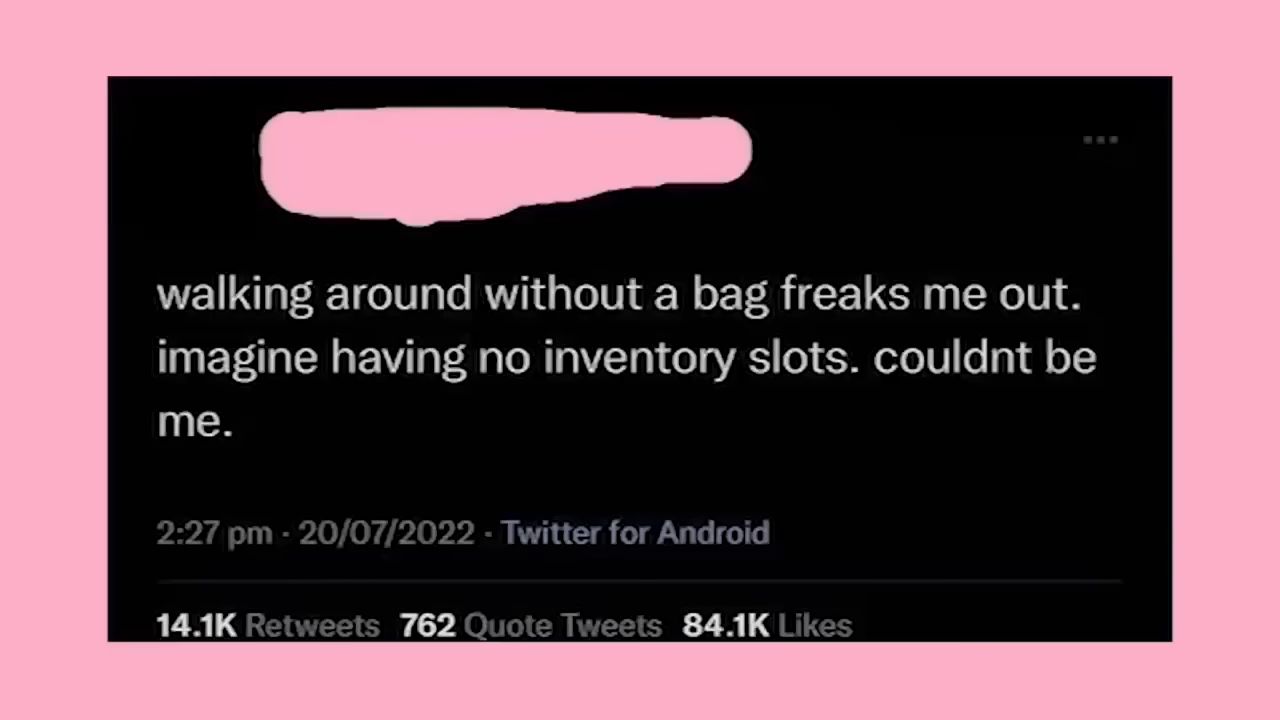 walking around without a bag freaks me out.
imagine having no inventory slots. couldnt be
me.
2:27 pm · 20/07/2022 · Twitter for Android
14.1K Retweets 762 Quote Tweets 84.1K Likes